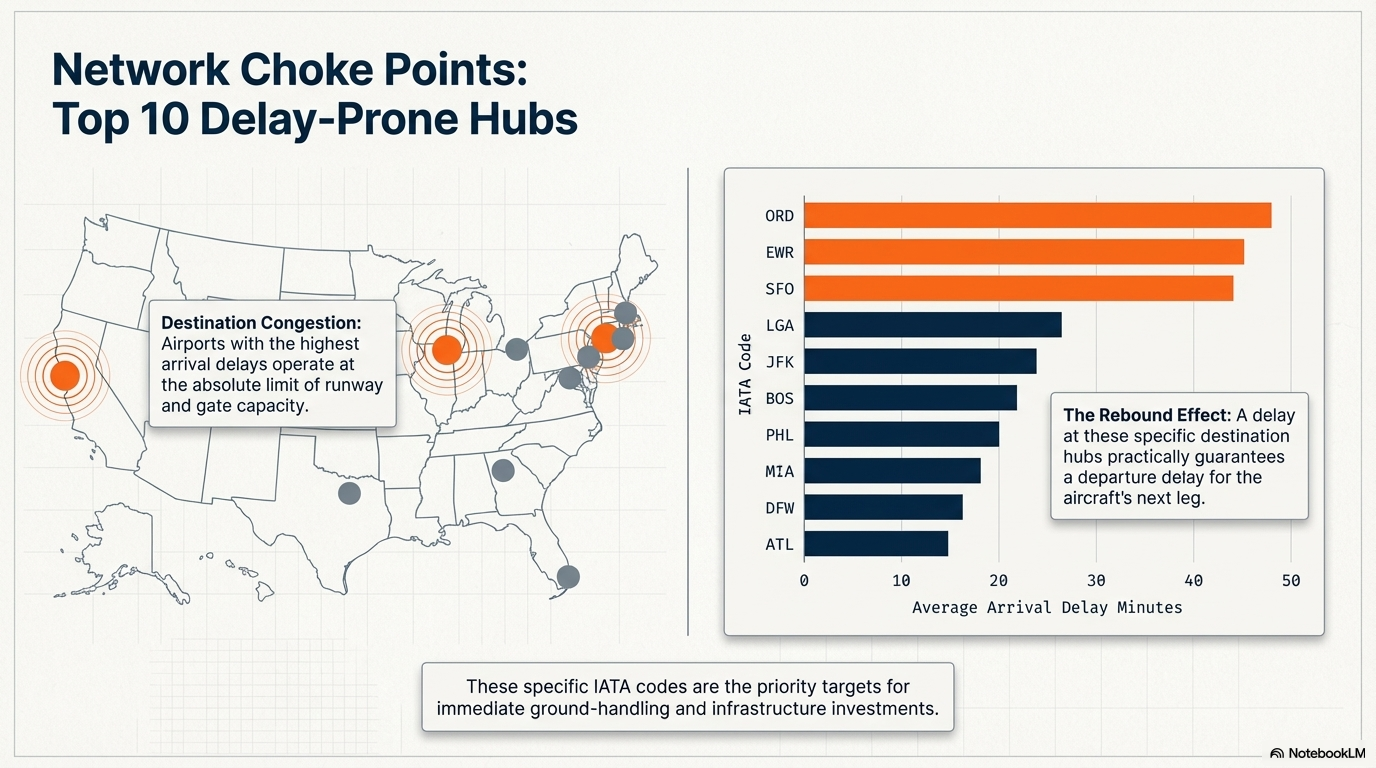 Network Choke Points:
Top 10 Delay-Prone Hubs
Destination Congestion:
Airports with the highest
arrival delays operate at
the absolute limit of runway
and gate capacity.
IATA Code
ORD
EWR
SFO
LGA
JFK
BOS
PHL
MIA
DFW
ATL
0 10 20 30 40 50
Average Arrival Delay Minutes
The Rebound Effect: A delay
at these specific destination
hubs practically guarantees
a departure delay for the
aircraft's next leg.
These specific IATA codes are the priority targets for
immediate ground-handling and infrastructure investments.
NotebookLM